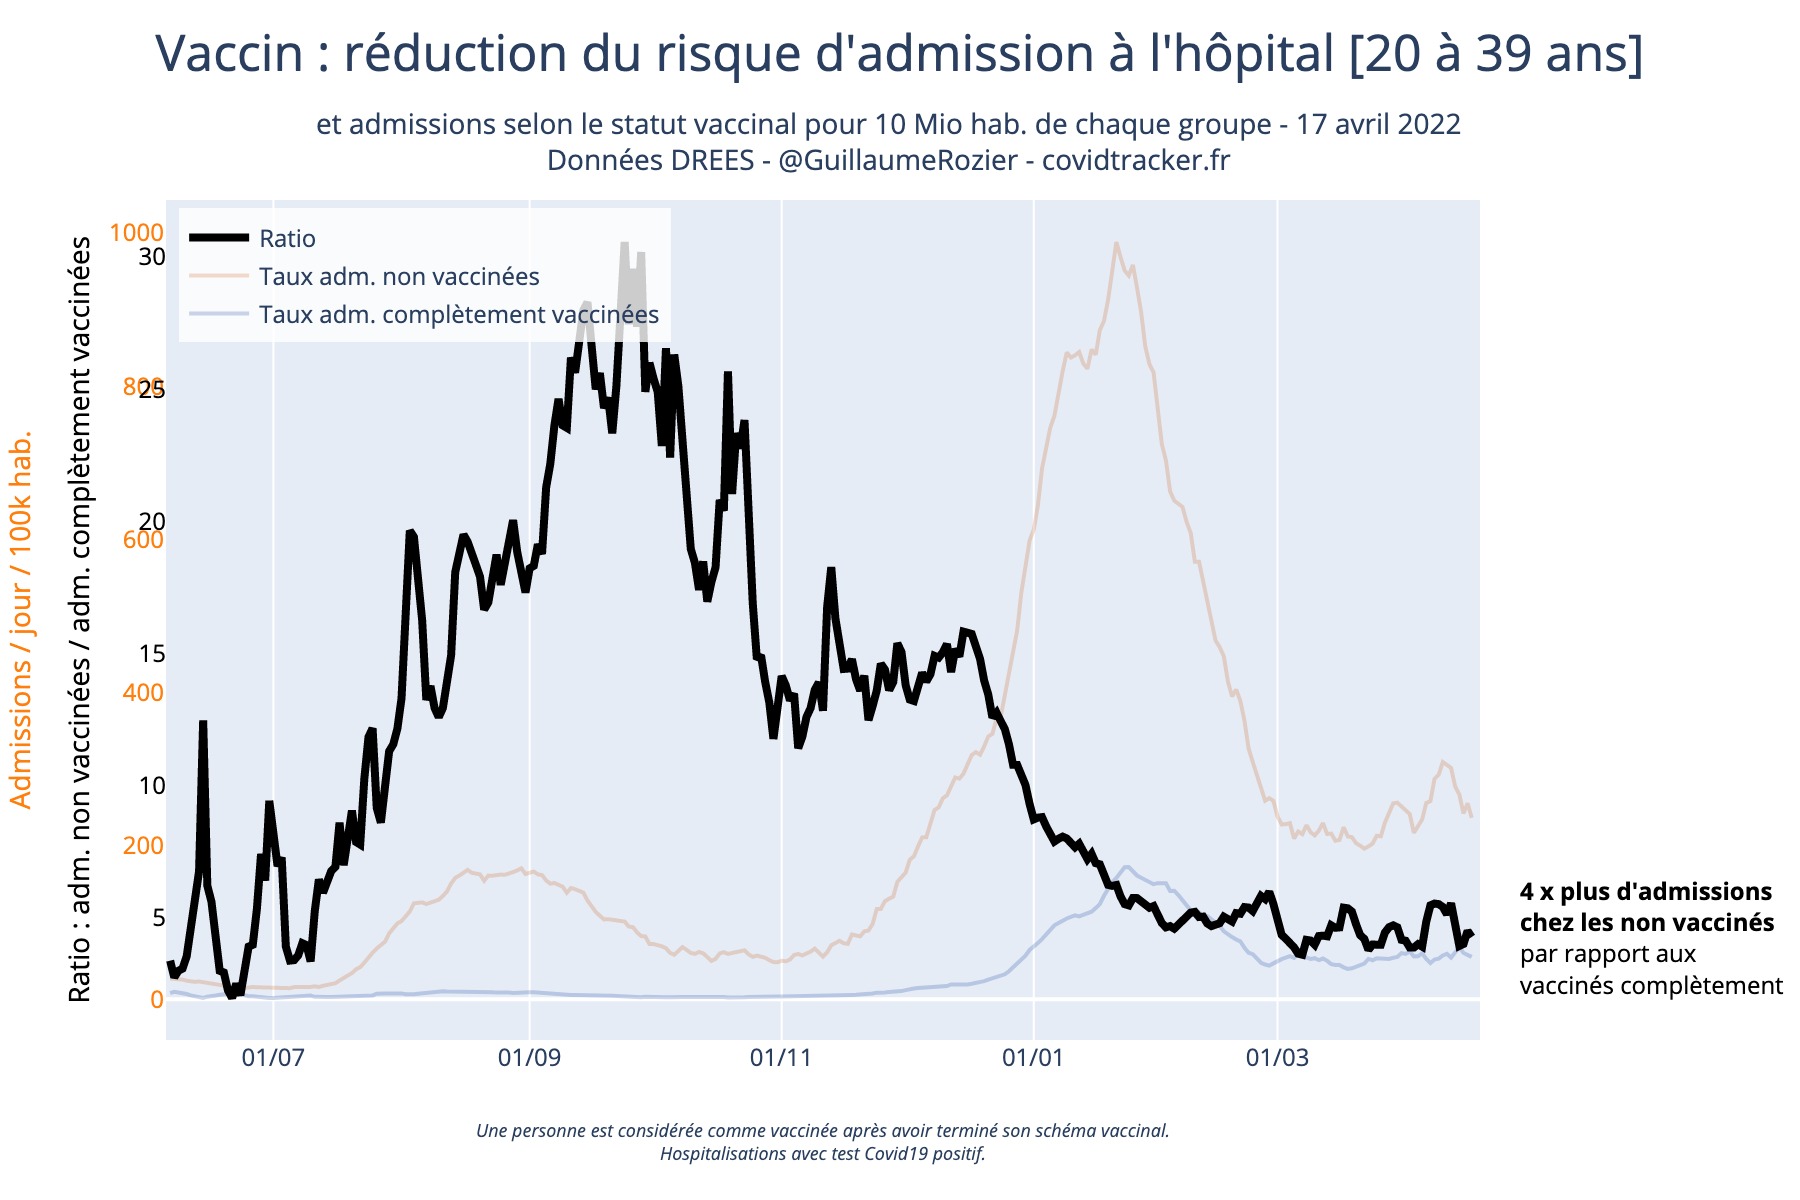 Vaccin : réduction du risque d'admission à l'hôpital [20 à 39 ans]
et admissions selon le statut vaccinal pour 10 Mio hab. de chaque groupe - 17 avril 2022
Données DREES - @GuillaumeRozier - covidtracker.fr
Admissions / jour / 100k hab.
Ratio : adm. non vaccinées / adm. complètement vaccinées
1000
800
600
400
200
0
30
25
20
15
10
5
Ratio
Taux adm. non vaccinées
Taux adm. complètement vaccinées
4 x plus d'admissions
chez les non vaccinés
par rapport aux
vaccinés complètement
01/07
01/09
01/11
01/01
01/03
Une personne est considérée comme vaccinée après avoir terminé son schéma vaccinal.
Hospitalisations avec test Covid19 positif.